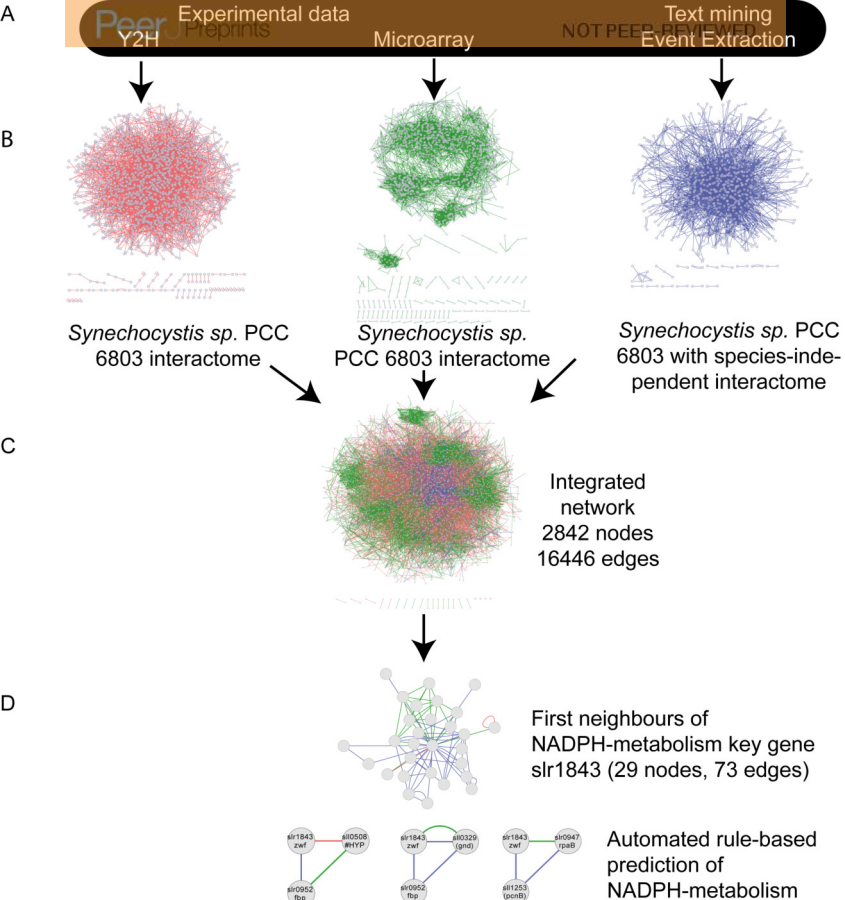 A
Experimental data
Text mining
PeerJ Preprints
NOT PEER-REVIEWED
Y2H
Microarray
Event Extraction
B
Synechocystis sp. PCC
6803 interactome
Synechocystis sp.
PCC 6803 interactome
Synechocystis sp. PCC
6803 with species-inde-
pendent interactome
C
Integrated
network
2842 nodes
16446 edges
D
First neighbours of
NADPH-metabolism key gene
slr1843 (29 nodes, 73 edges)
slr1843
zwf
sll0508
#HYP
slr0952
fbp
slr1843
zwf
sll0329
(gnd)
slr0952
fbp
slr1843
zwf
slr0947
rpaB
sll1253
(pcnB)
Automated rule-based
prediction of
NADPH-metabolism